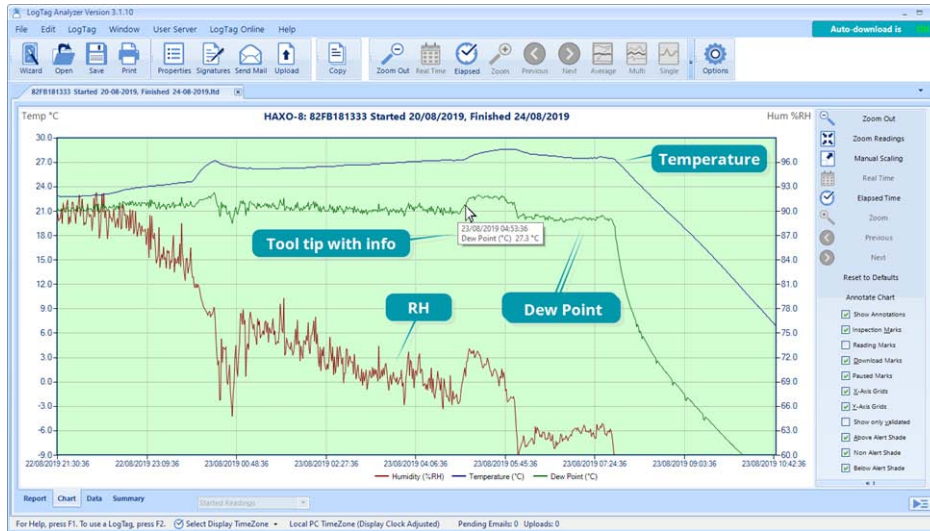 LogTag Analyzer Version 3.1.10
File Edit LogTag Window User Server LogTag Online Help
Auto-download is
Wizard Open Save Print Properties Signatures Send Mail Upload Copy Zoom Out Real Time Elapsed Zoom Previous Next Average Multi Single Options
82FB181333 Started 20-08-2019, Finished 24-08-2019.ltd
Temp °C
HAXO-8: 82FB181333 Started 20/08/2019, Finished 24/08/2019
Hum %RH
30.0
27.0
24.0
21.0
18.0
15.0
12.0
9.0
6.0
3.0
0.0
-3.0
-6.0
96.0
93.0
90.0
87.0
84.0
81.0
78.0
75.0
72.0
69.0
66.0
63.0
60.0
Temperature
Tool tip with info
23/08/2019 04:53:36
Dew Point (°C) 27.3 °C
RH
Dew Point
22/08/2019 21:30:36 22/08/2019 23:09:36 23/08/2019 00:48:36 23/08/2019 02:27:36 23/08/2019 04:06:36 23/08/2019 05:45:36 23/08/2019 07:24:36 23/08/2019 09:03:36 23/08/2019 10:42:36
Humidity (%RH) Temperature (°C) Dew Point (°C)
Zoom Out
Zoom Readings
Manual Scaling
Real Time
Elapsed Time
Zoom
Previous
Next
Reset to Defaults
Annotate Chart
Show Annotations
Inspection Marks
Reading Marks
Download Marks
Paused Marks
X-Axis Grids
Y-Axis Grids
Show only validated
Above Alert Shade
Non Alert Shade
Below Alert Shade
Report Chart Data Summary
Started Readings
For Help, press F1. To use a LogTag, press F2. Select Display TimeZone Local PC TimeZone (Display Clock Adjusted) Pending Emails: 0 Uploads: 0